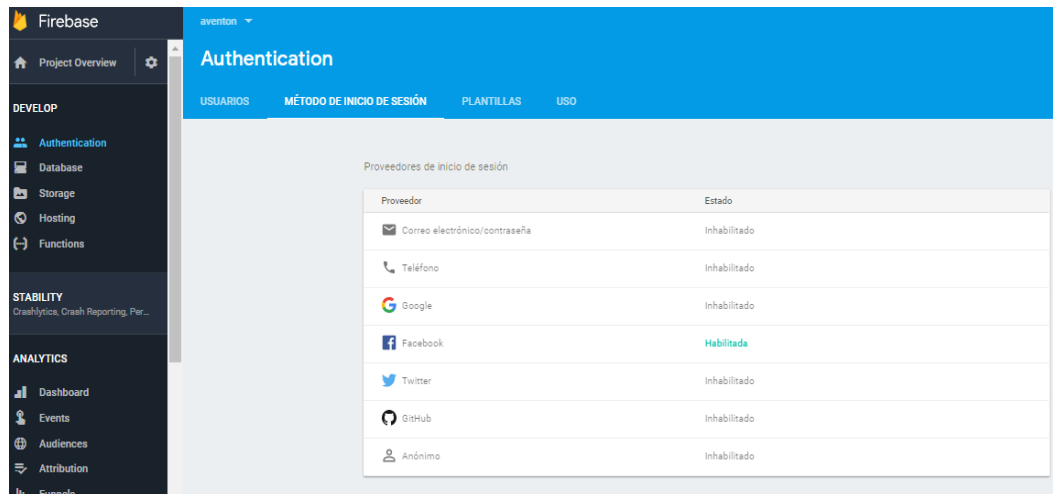 Firebase
Project Overview
DEVELOP
Authentication
Database
Storage
Hosting
Functions
STABILITY
Crashlytics, Crash Reporting, Per...
ANALYTICS
Dashboard
Events
Audiences
Attribution
Funnels
aventon
Authentication
USUARIOS MÉTODO DE INICIO DE SESIÓN PLANTILLAS USO
Proveedores de inicio de sesión
Proveedor Estado
Correo electrónico/contraseña Inhabilitado
Teléfono Inhabilitado
Google Inhabilitado
Facebook Habilitada
Twitter Inhabilitado
GitHub Inhabilitado
Anónimo Inhabilitado